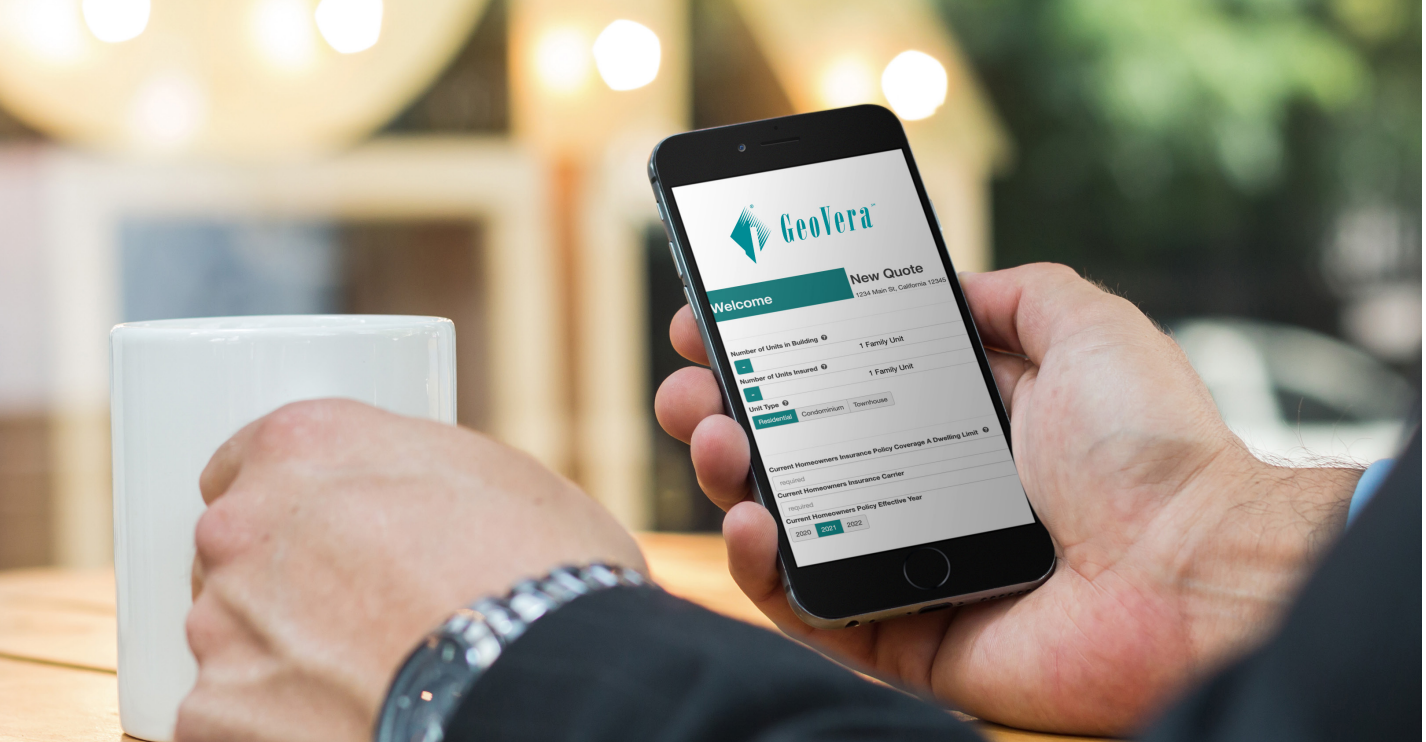 GeoVera™
Welcome
New Quote
1234 Main St, California 12345
Number of Units in Building ?
- 1 Family Unit
Number of Units Insured ?
- 1 Family Unit
Unit Type ?
Residential Condominium Townhouse
Current Homeowners Insurance Policy Coverage A Dwelling Limit ?
required
Current Homeowners Insurance Carrier
required
Current Homeowners Policy Effective Year
2020 2021 2022